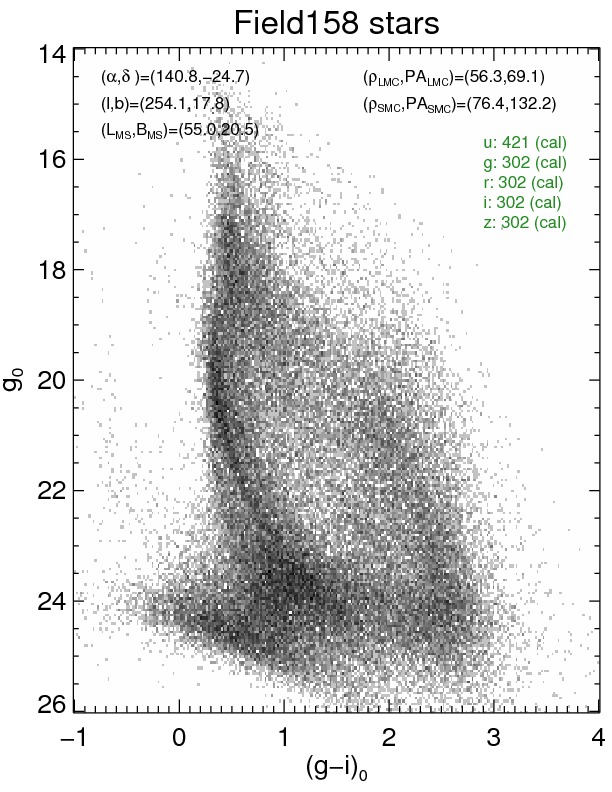 Field158 stars
(α,δ )=(140.8,−24.7)
(ρLMC,PALMC)=(56.3,69.1)
(l,b)=(254.1,17.8)
(ρSMC,PASMC)=(76.4,132.2)
(LMS,BMS)=(55.0,20.5)
u: 421 (cal)
g: 302 (cal)
r: 302 (cal)
i: 302 (cal)
z: 302 (cal)
14
16
18
20
22
24
26
g0
−1 0 1 2 3 4
(g−i)0